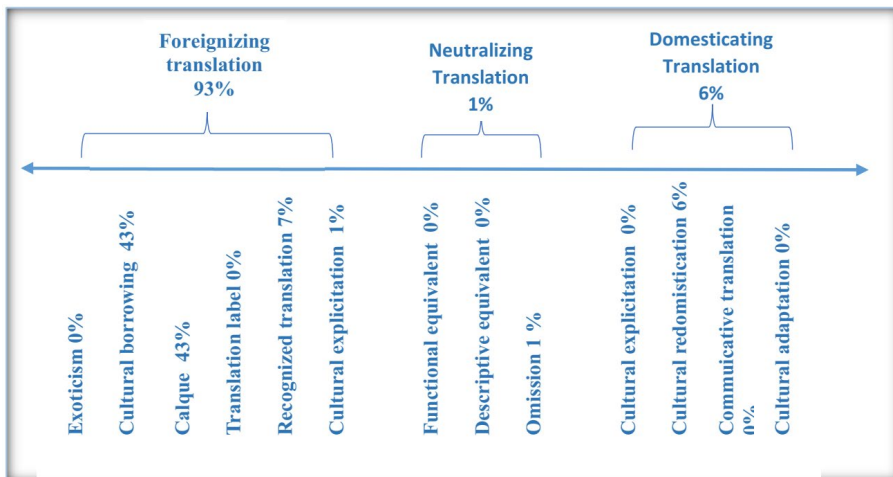 Foreignizing
translation
93%
Neutralizing
Translation
1%
Domesticating
Translation
6%
Exoticism 0%
Cultural borrowing 43%
Calque 43%
Translation label 0%
Recognized translation 7%
Cultural explicitation 1%
Functional equivalent 0%
Descriptive equivalent 0%
Omission 1 %
Cultural explicitation 0%
Cultural redomistication 6%
Commuicative translation
0%
Cultural adaptation 0%